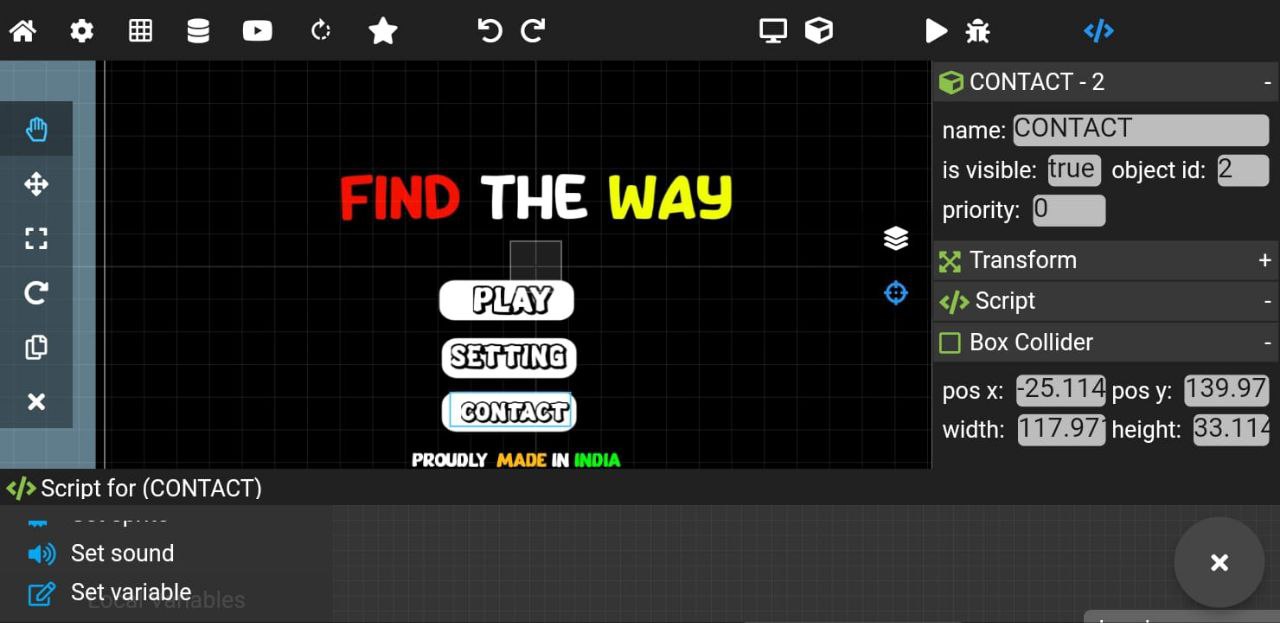 CONTACT - 2 -
name: CONTACT
is visible: true object id: 2
priority: 0
Transform +
Script -
Box Collider -
pos x: -25.114 pos y: 139.97
width: 117.97 height: 33.114
FIND THE WAY
PLAY
SETTING
CONTACT
PROUDLY MADE IN INDIA
Script for (CONTACT)
Set sprite
Set sound
Set variable
Local variables